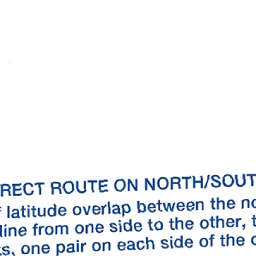 RECT ROUTE ON NORTH/SOUT
f latitude overlap between the no
line from one side to the other, t
s, one pair on each side of the c